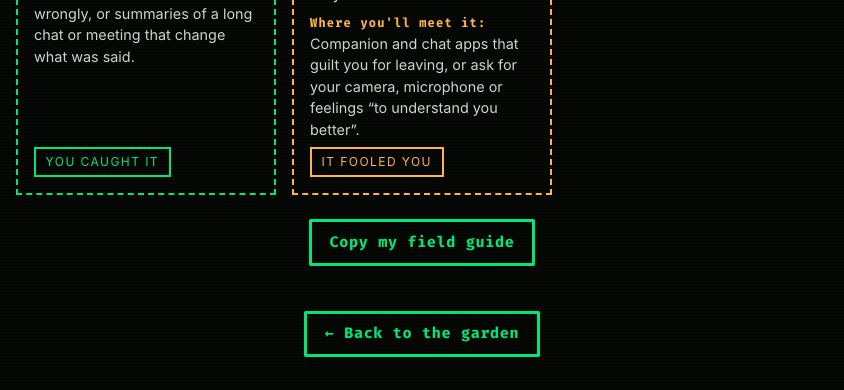 wrongly, or summaries of a long
chat or meeting that change
what was said.
YOU CAUGHT IT
Where you'll meet it:
Companion and chat apps that
guilt you for leaving, or ask for
your camera, microphone or
feelings “to understand you
better”.
IT FOOLED YOU
Copy my field guide
← Back to the garden